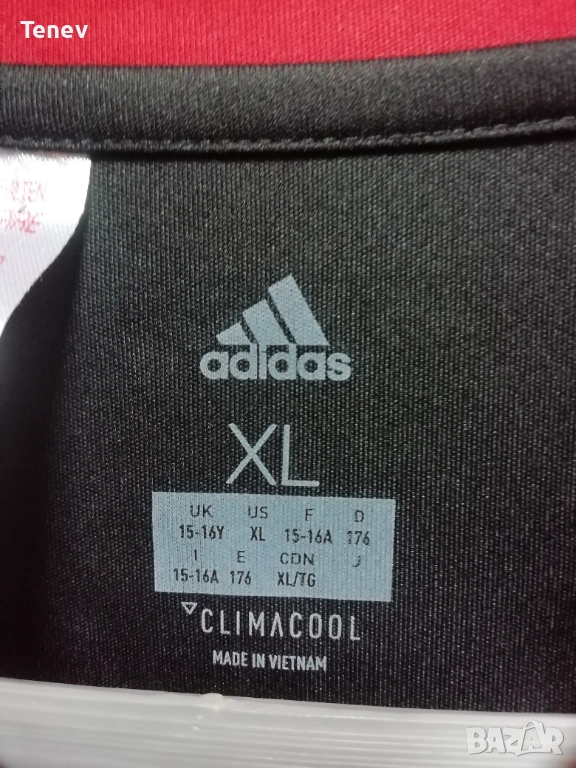 Tenev
adidas
XL
UK US F D
15-16Y XL 15-16A 176
I E CDN J
15-16A 176 XL/TG
CLIMACOOL
MADE IN VIETNAM
BAZAR